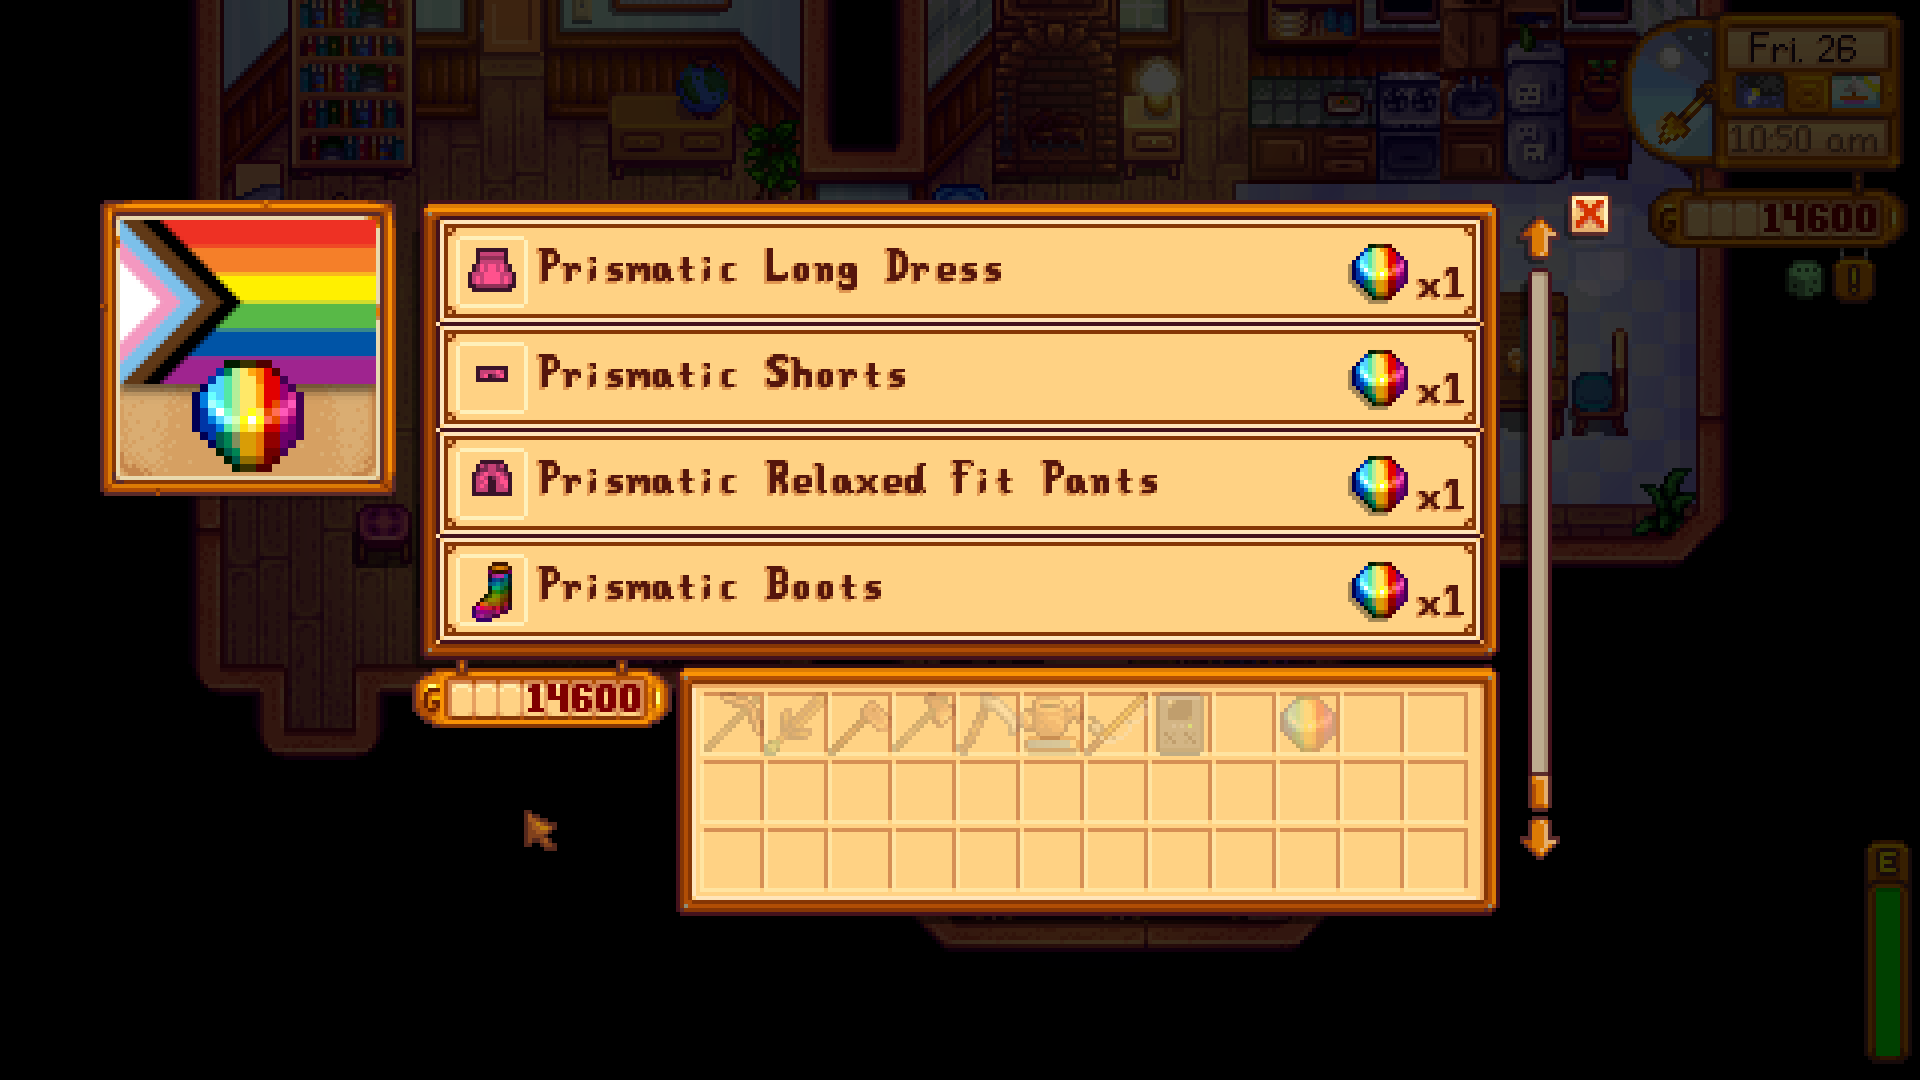 Fri. 26
10:50 am
G 14600
!
Prismatic Long Dress x1
Prismatic Shorts x1
Prismatic Relaxed Fit Pants x1
Prismatic Boots x1
G 14600
E